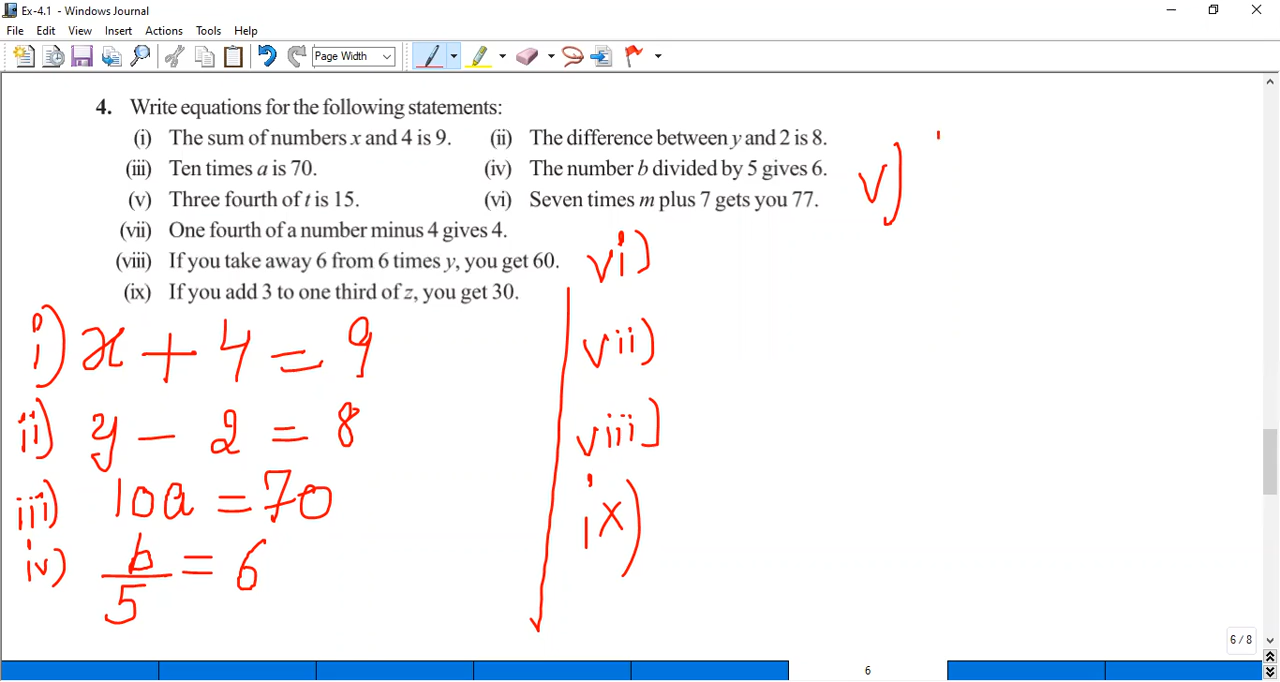 Ex-4.1 - Windows Journal
File Edit View Insert Actions Tools Help
Page Width
4. Write equations for the following statements:
(i) The sum of numbers x and 4 is 9. (ii) The difference between y and 2 is 8.
(iii) Ten times a is 70. (iv) The number b divided by 5 gives 6.
(v) Three fourth of t is 15. (vi) Seven times m plus 7 gets you 77.
(vii) One fourth of a number minus 4 gives 4.
(viii) If you take away 6 from 6 times y, you get 60.
(ix) If you add 3 to one third of z, you get 30.
i) x + 4 = 9
ii) y - 2 = 8
iii) 10a = 70
iv) b/5 = 6
v)
vi)
vii)
viii)
ix)
6 / 8
6